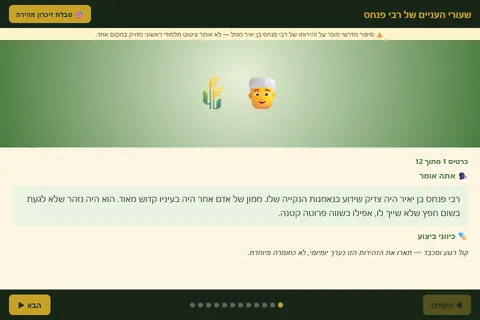 שעורי העניים של רבי פנחס
טבלת זיכרון מהירה
סיפור מדרשי מוכר על זהירותו של רבי פנחס בן יאיר מגזל — לא אותר ציטוט תלמודי ראשוני מדויק במקום אחד.
כרטיס 1 מתוך 12
אתה אומר
רבי פנחס בן יאיר היה צדיק שידוע בנאמנות הנקייה שלו. ממון של אדם אחר היה בעיניו קדוש מאוד. הוא היה נזהר שלא לגעת
בשום חפץ שלא שייך לו, אפילו בשווה פרוטה קטנה.
כיווני ביצוע
קול רגוע ומכבד — תארו את הזהירות הזו כערך יומיומי, לא כחומרה מיוחדת.
◀ הקודם
הבא ▶